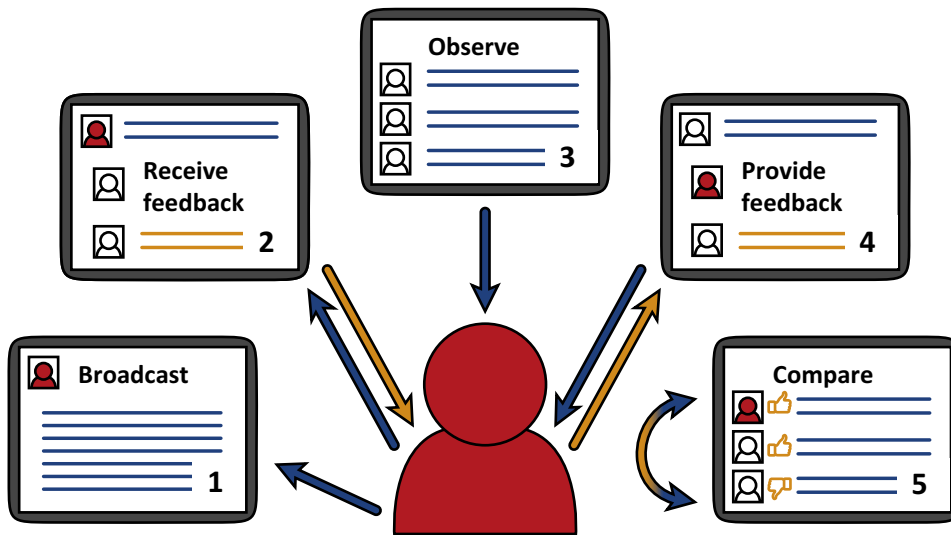 Broadcast
1
Receive
feedback
2
Observe
3
Provide
feedback
4
Compare
5